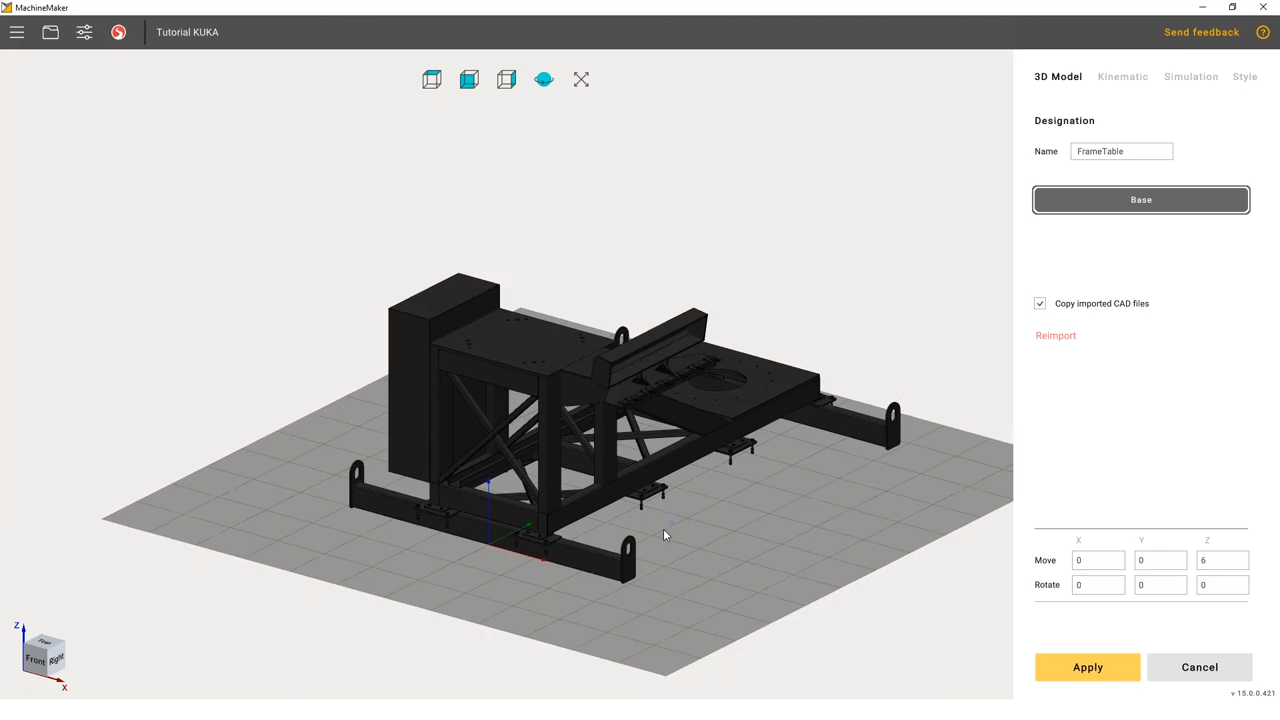 MachineMaker
Tutorial KUKA
Send feedback
?
3D Model Kinematic Simulation Style
Designation
Name FrameTable
Base
Copy imported CAD files
Reimport
X Y Z
Move 0 0 6
Rotate 0 0 0
Apply Cancel
v 15.0.0.421
Z
Top
Front Right
X